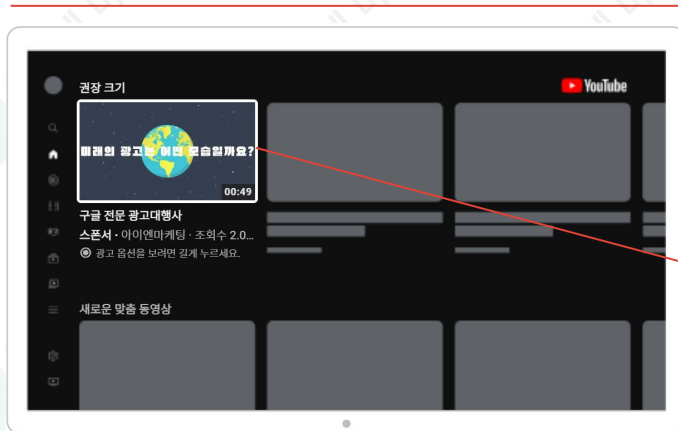 권장 크기
YouTube
미래의 광고는 어떤 모습일까요?
00:49
구글 전문 광고대행사
스폰서 · 아이엔마케팅 · 조회수 2.0...
광고 옵션을 보려면 길게 누르세요.
새로운 맞춤 동영상